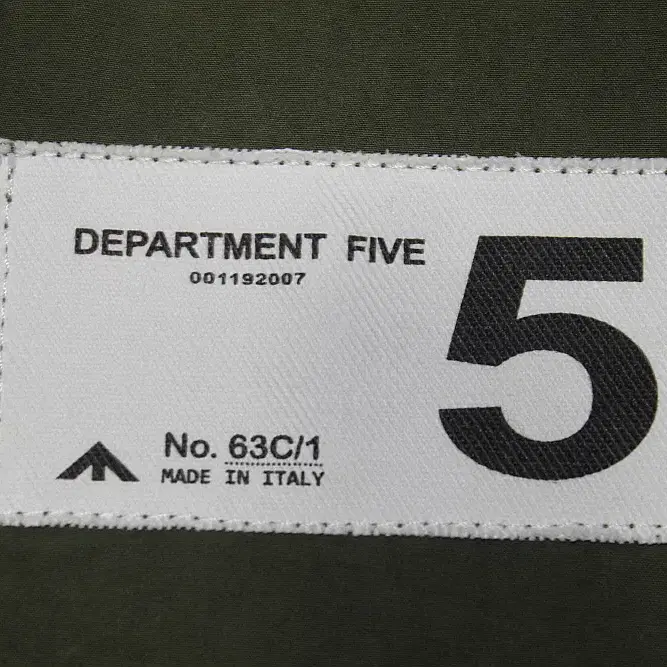 DEPARTMENT FIVE
001192007
5
No. 63C/1
MADE IN ITALY